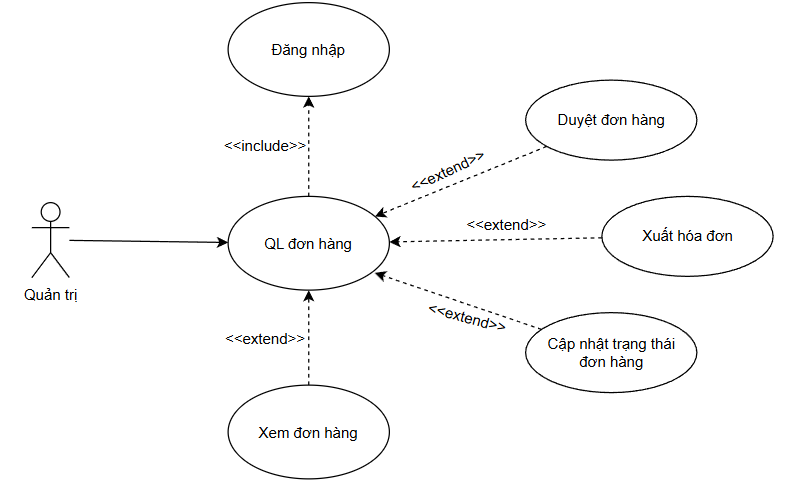 Đăng nhập
Duyệt đơn hàng
<<include>>
<<extend>>
<<extend>>
Xuất hóa đơn
QL đơn hàng
Quản trị
<<extend>>
<<extend>>
Cập nhật trạng thái
đơn hàng
Xem đơn hàng